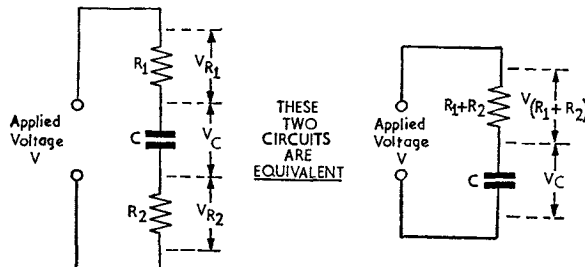 R1
VR1
Applied
Voltage
V
C
VC
R2
VR2
THESE
TWO
CIRCUITS
ARE
EQUIVALENT
R1+R2
V(R1+R2)
Applied
Voltage
V
C
VC